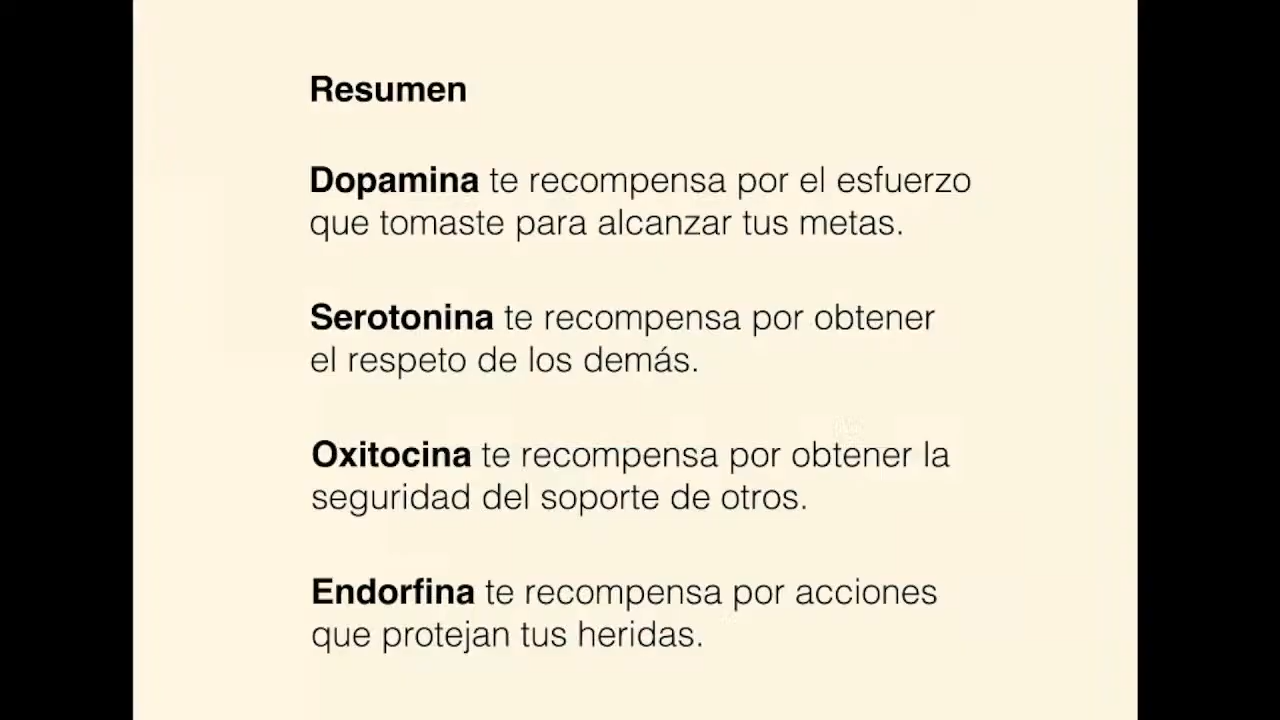 Resumen
Dopamina te recompensa por el esfuerzo
que tomaste para alcanzar tus metas.
Serotonina te recompensa por obtener
el respeto de los demás.
Oxitocina te recompensa por obtener la
seguridad del soporte de otros.
Endorfina te recompensa por acciones
que protejan tus heridas.